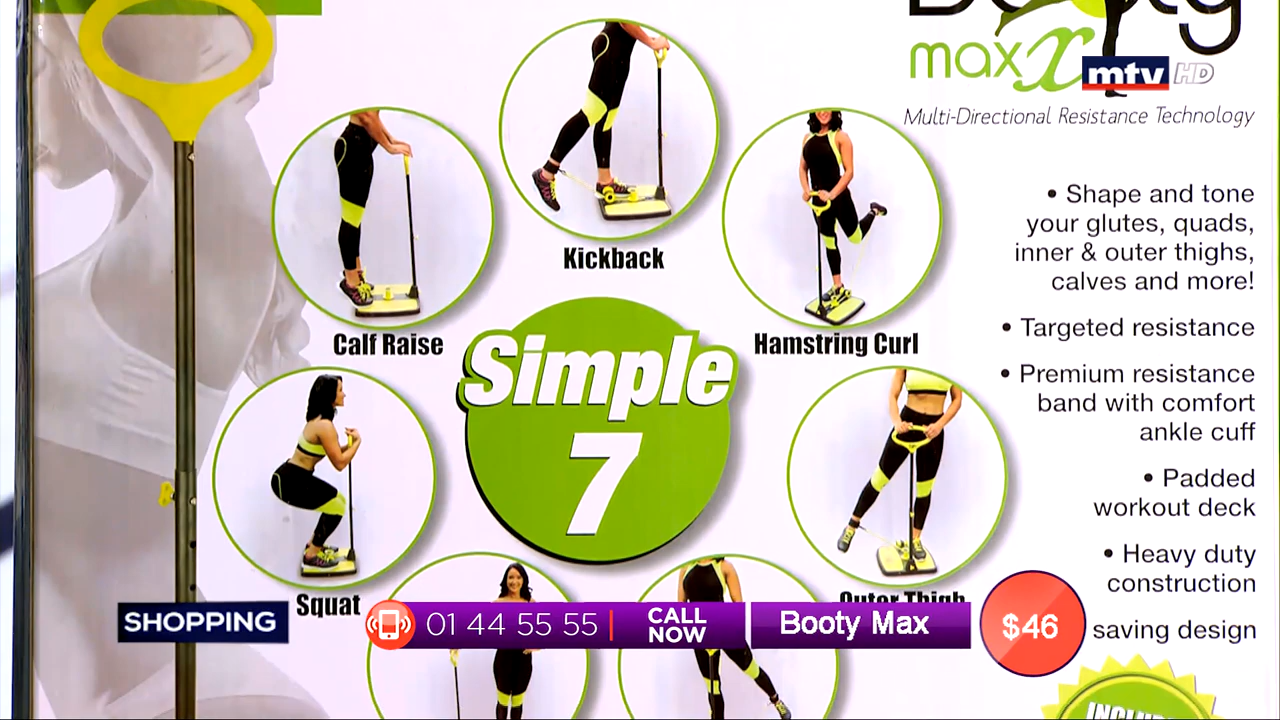 Booty
maxx
mtv HD
Multi-Directional Resistance Technology
Kickback
Calf Raise
Hamstring Curl
Simple
7
Squat
Outer Thigh
• Shape and tone
your glutes, quads,
inner & outer thighs,
calves and more!
• Targeted resistance
• Premium resistance
band with comfort
ankle cuff
• Padded
workout deck
• Heavy duty
construction
saving design
SHOPPING
01 44 55 55
CALL
NOW
Booty Max
$46